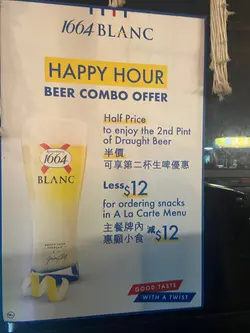 1664 BLANC
HAPPY HOUR
BEER COMBO OFFER
Half Price
to enjoy the 2nd Pint
of Draught Beer
半價
可享第二杯生啤優惠
1664
BLANC
Less $12
for ordering snacks
in A La Carte Menu
主餐牌內
惠顧小食 減$12
GOOD TASTE
WITH A TWIST